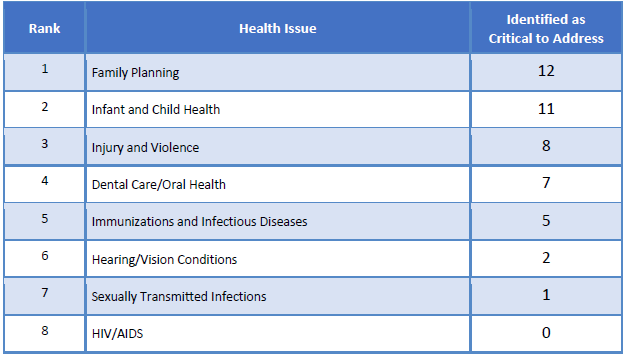 Rank Health Issue Identified as
Critical to Address
1 Family Planning 12
2 Infant and Child Health 11
3 Injury and Violence 8
4 Dental Care/Oral Health 7
5 Immunizations and Infectious Diseases 5
6 Hearing/Vision Conditions 2
7 Sexually Transmitted Infections 1
8 HIV/AIDS 0